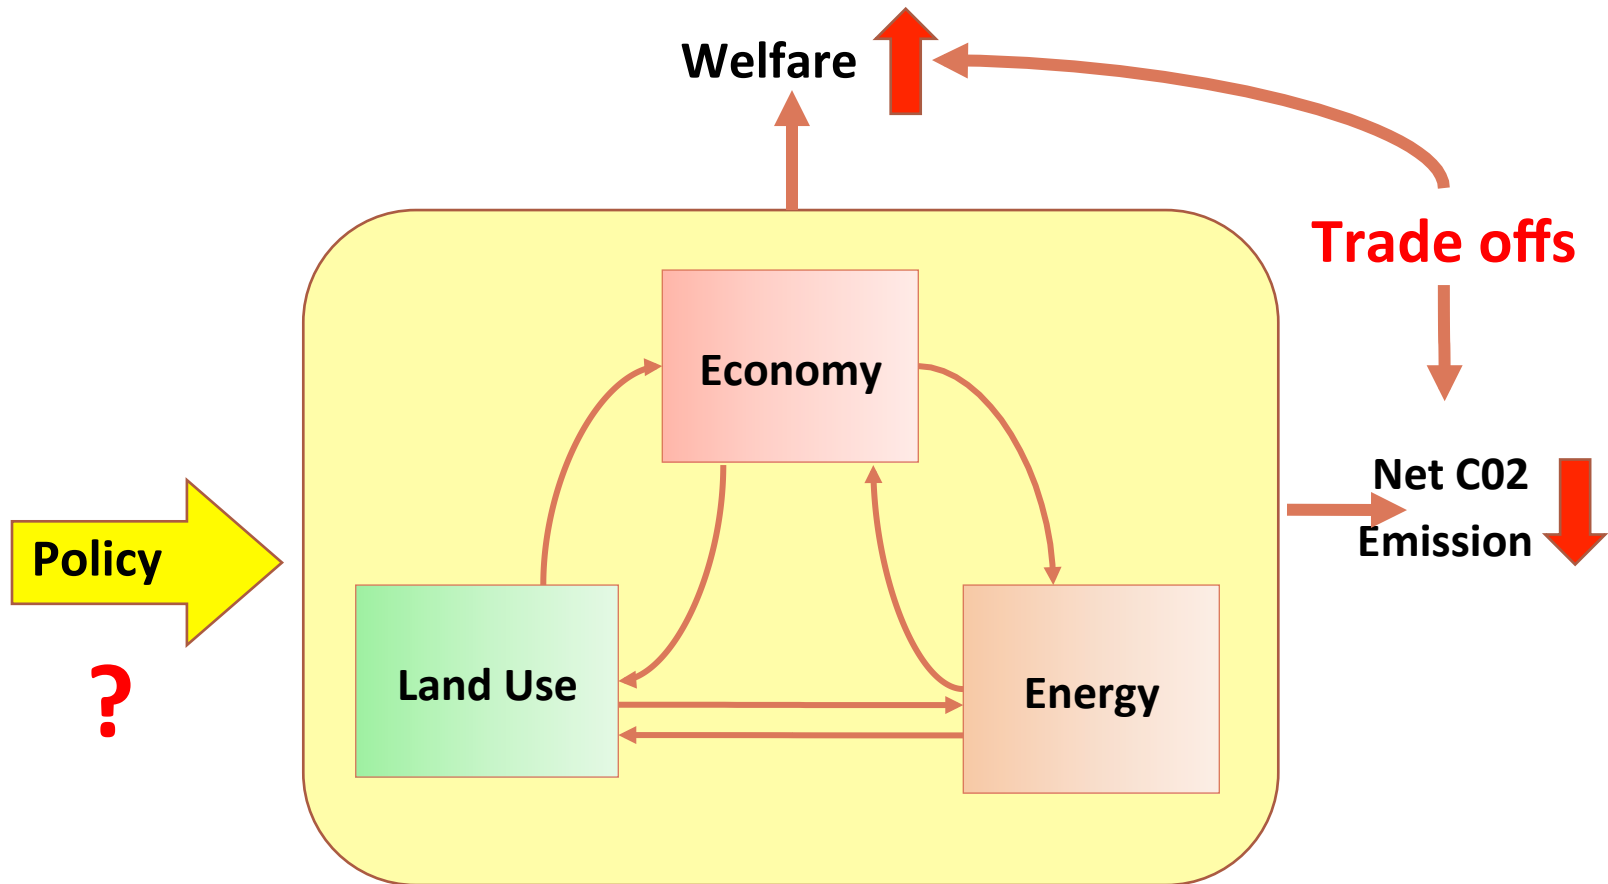 Welfare
Trade offs
Economy
Net C02
Emission
Policy
?
Land Use
Energy